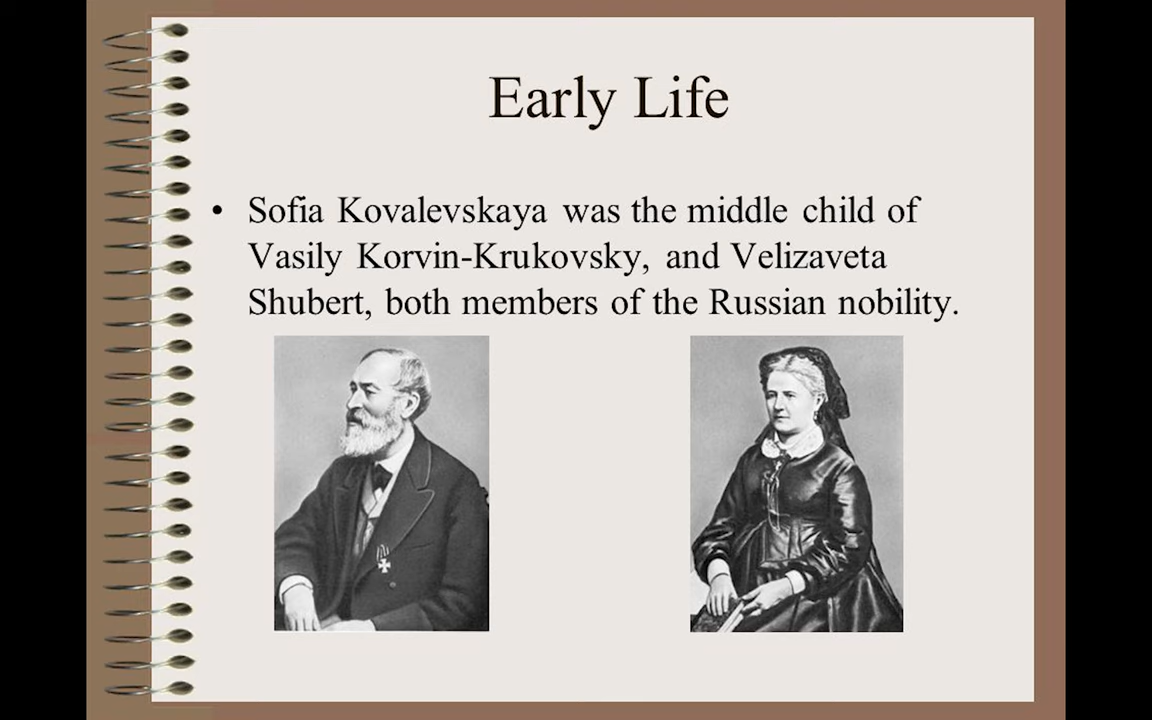 Early Life
• Sofia Kovalevskaya was the middle child of
Vasily Korvin-Krukovsky, and Velizaveta
Shubert, both members of the Russian nobility.